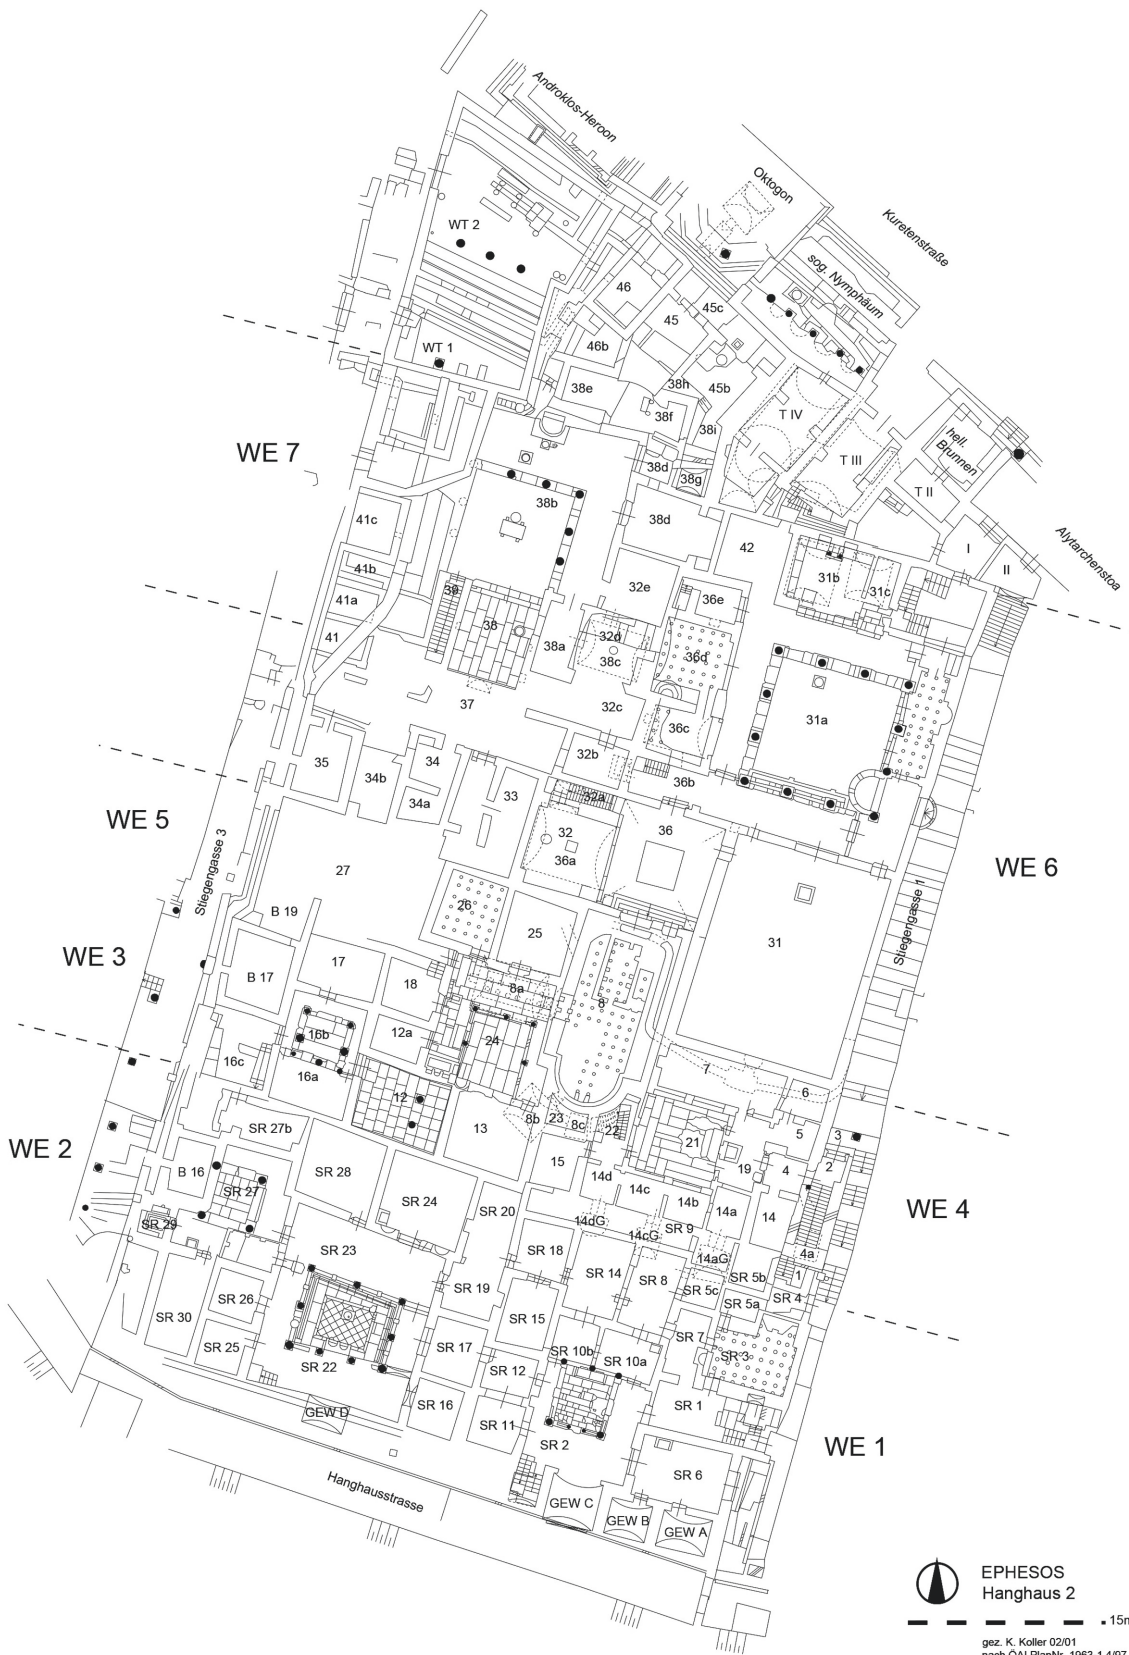 Androklos-Heroon
Oktogon
Kuretenstraße
sog. Nymphäum
WT 2
46
45c
45
WT 1
46b
38h
45b
38e
38f
T IV
38i
hell.
Brunnen
WE 7
T III
38d
38g
T II
38b
41c
38d
42
I
Alytarchenstoa
41b
31b
II
39
32e
31c
41a
36e
38
41
32d
38a
38c
36d
37
32c
31a
36c
35
34
32b
34b
36b
33
32a
34a
WE 5
32
36
36a
WE 6
27
Stiegengasse 3
26
B 19
25
31
Stiegengasse 1
WE 3
17
B 17
18
8a
8
16b
12a
24
16c
16a
7
12
6
8b
23
8c
22
13
SR 27b
21
5
3
WE 2
15
19
4
2
B 16
SR 28
14d
SR 27
SR 24
14c
14b
14a
14
WE 4
SR 29
SR 20
14dG
SR 9
14cG
SR 23
SR 18
14aG
4a
SR 14
SR 8
SR 5b
1
SR 19
SR 5c
SR 4
SR 26
SR 5a
SR 30
SR 15
SR 7
SR 25
SR 17
SR 10b
SR 3
SR 22
SR 12
SR 10a
SR 16
SR 1
GEW D
SR 11
SR 2
WE 1
SR 6
Hanghausstrasse
GEW C
GEW B
GEW A
EPHESOS
Hanghaus 2
15m
gez. K. Koller 02/01
nach ÖAI PlanNr. 1963-1.4/97